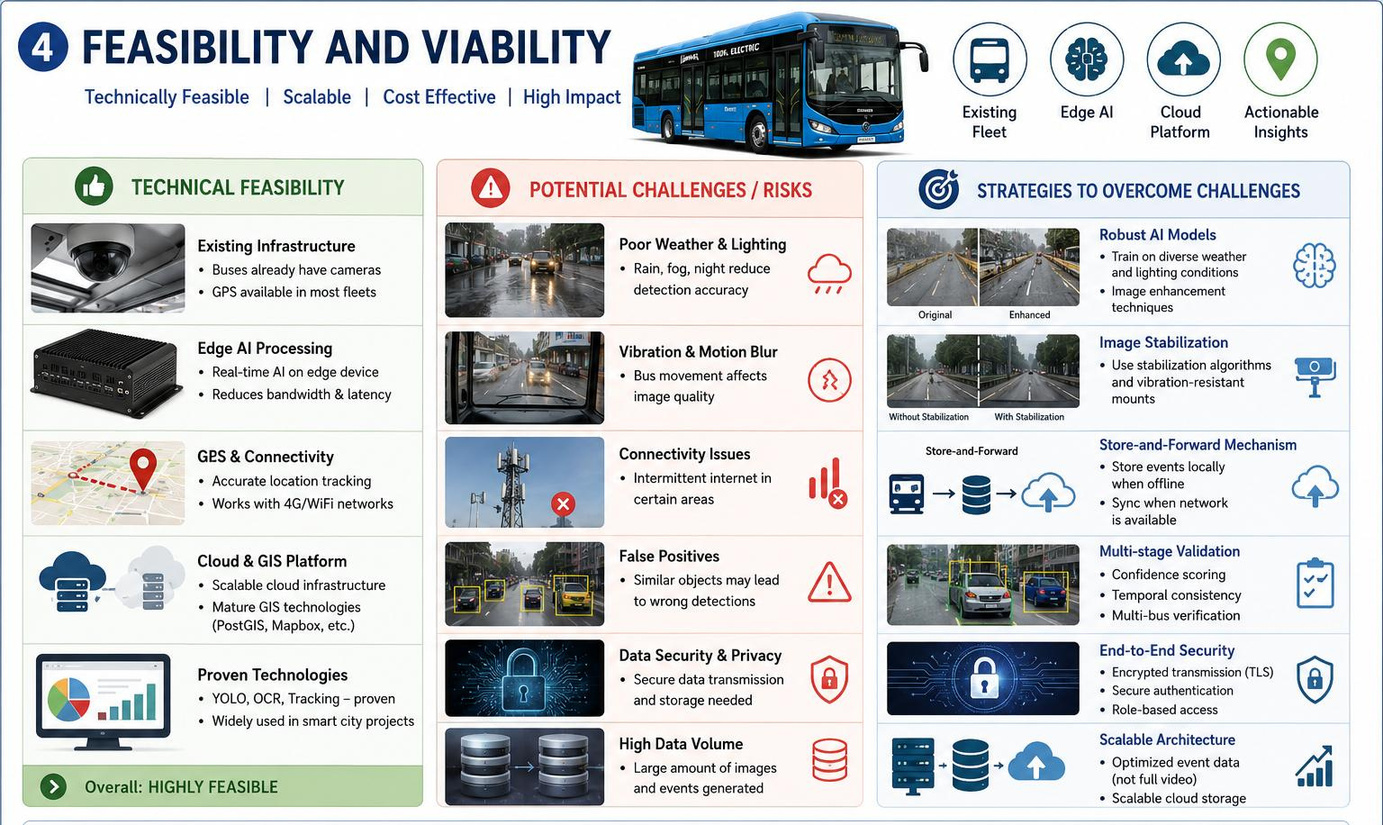 4 FEASIBILITY AND VIABILITY
Technically Feasible | Scalable | Cost Effective | High Impact
100% ELECTRIC
Existing
Fleet
Edge AI
Cloud
Platform
Actionable
Insights
TECHNICAL FEASIBILITY
Existing Infrastructure
• Buses already have cameras
• GPS available in most fleets
Edge AI Processing
• Real-time AI on edge device
• Reduces bandwidth & latency
GPS & Connectivity
• Accurate location tracking
• Works with 4G/WiFi networks
Cloud & GIS Platform
• Scalable cloud infrastructure
• Mature GIS technologies
(PostGIS, Mapbox, etc.)
Proven Technologies
• YOLO, OCR, Tracking – proven
• Widely used in smart city projects
Overall: HIGHLY FEASIBLE
POTENTIAL CHALLENGES / RISKS
Poor Weather & Lighting
• Rain, fog, night reduce
detection accuracy
Vibration & Motion Blur
• Bus movement affects
image quality
Connectivity Issues
• Intermittent internet in
certain areas
False Positives
• Similar objects may lead
to wrong detections
Data Security & Privacy
• Secure data transmission
and storage needed
High Data Volume
• Large amount of images
and events generated
STRATEGIES TO OVERCOME CHALLENGES
Original
Enhanced
Robust AI Models
• Train on diverse weather
and lighting conditions
• Image enhancement
techniques
Without Stabilization
With Stabilization
Image Stabilization
• Use stabilization algorithms
and vibration-resistant
mounts
Store-and-Forward
Store-and-Forward Mechanism
• Store events locally
when offline
• Sync when network
is available
Multi-stage Validation
• Confidence scoring
• Temporal consistency
• Multi-bus verification
End-to-End Security
• Encrypted transmission (TLS)
• Secure authentication
• Role-based access
Scalable Architecture
• Optimized event data
(not full video)
• Scalable cloud storage